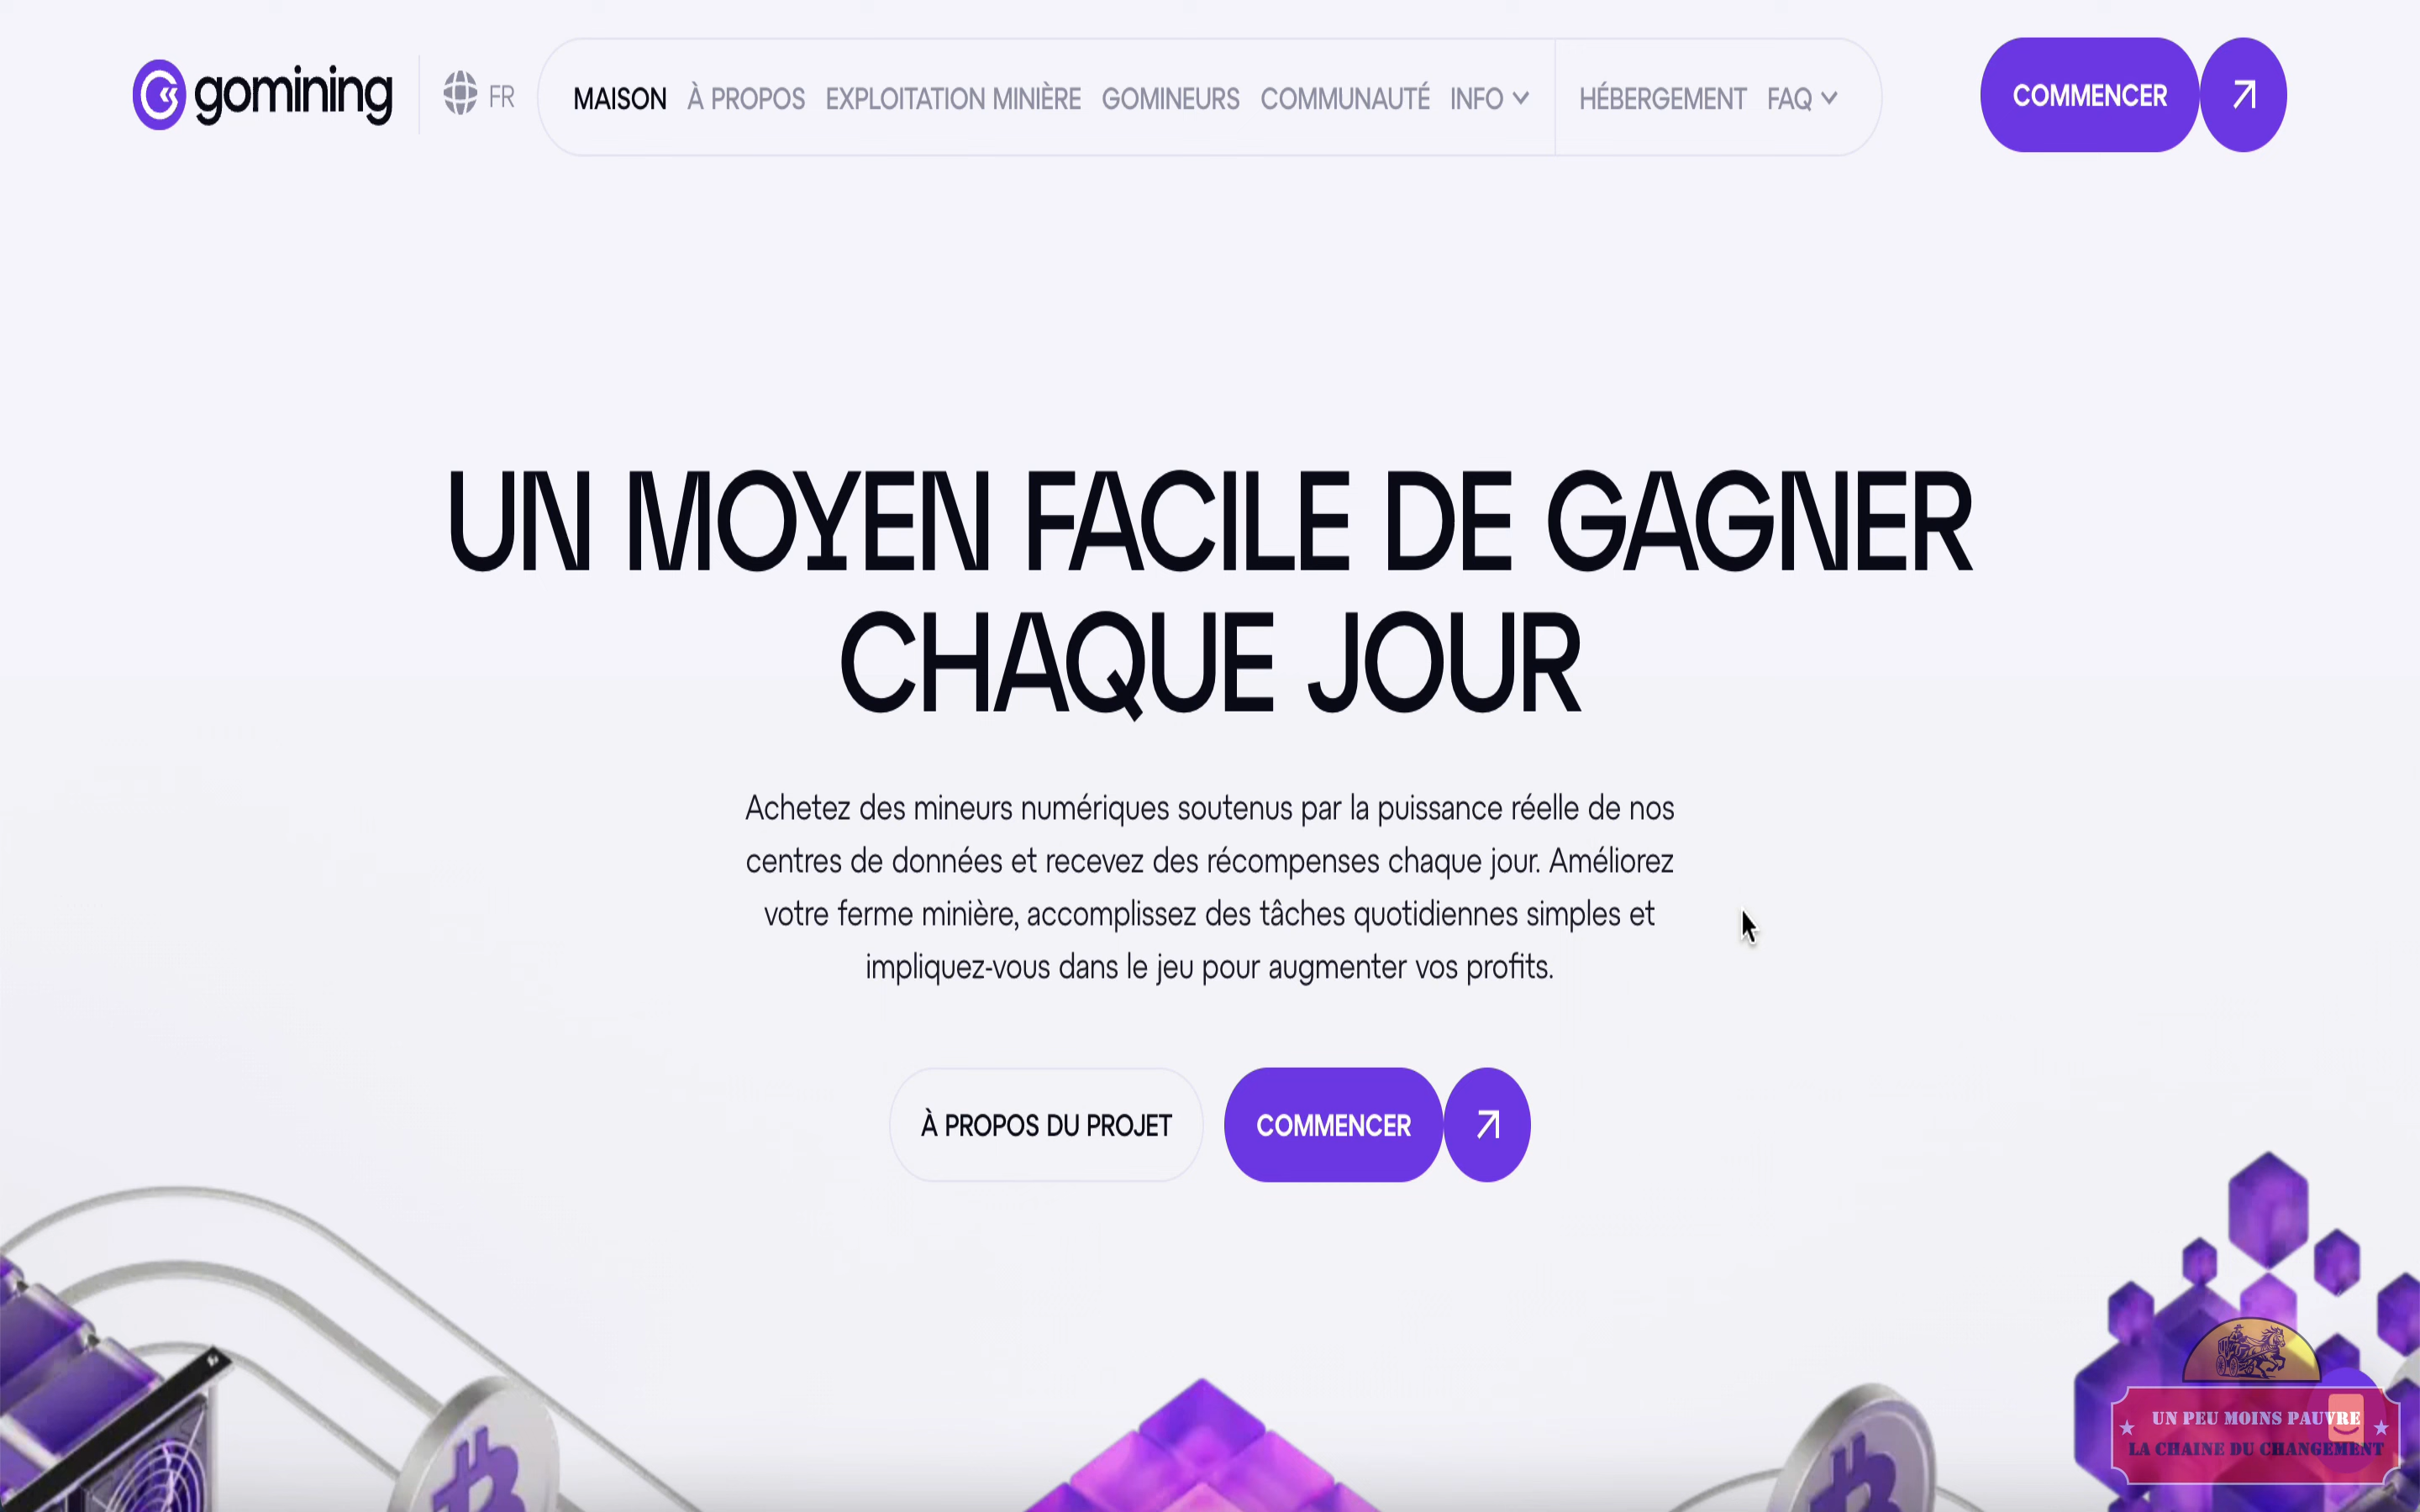 gomining
FR
MAISON À PROPOS EXPLOITATION MINIÈRE GOMINEURS COMMUNAUTÉ INFO HÉBERGEMENT FAQ
COMMENCER
UN MOYEN FACILE DE GAGNER
CHAQUE JOUR
Achetez des mineurs numériques soutenus par la puissance réelle de nos
centres de données et recevez des récompenses chaque jour. Améliorez
votre ferme minière, accomplissez des tâches quotidiennes simples et
impliquez-vous dans le jeu pour augmenter vos profits.
À PROPOS DU PROJET
COMMENCER
UN PEU MOINS PAUVRE
LA CHAINE DU CHANGEMENT